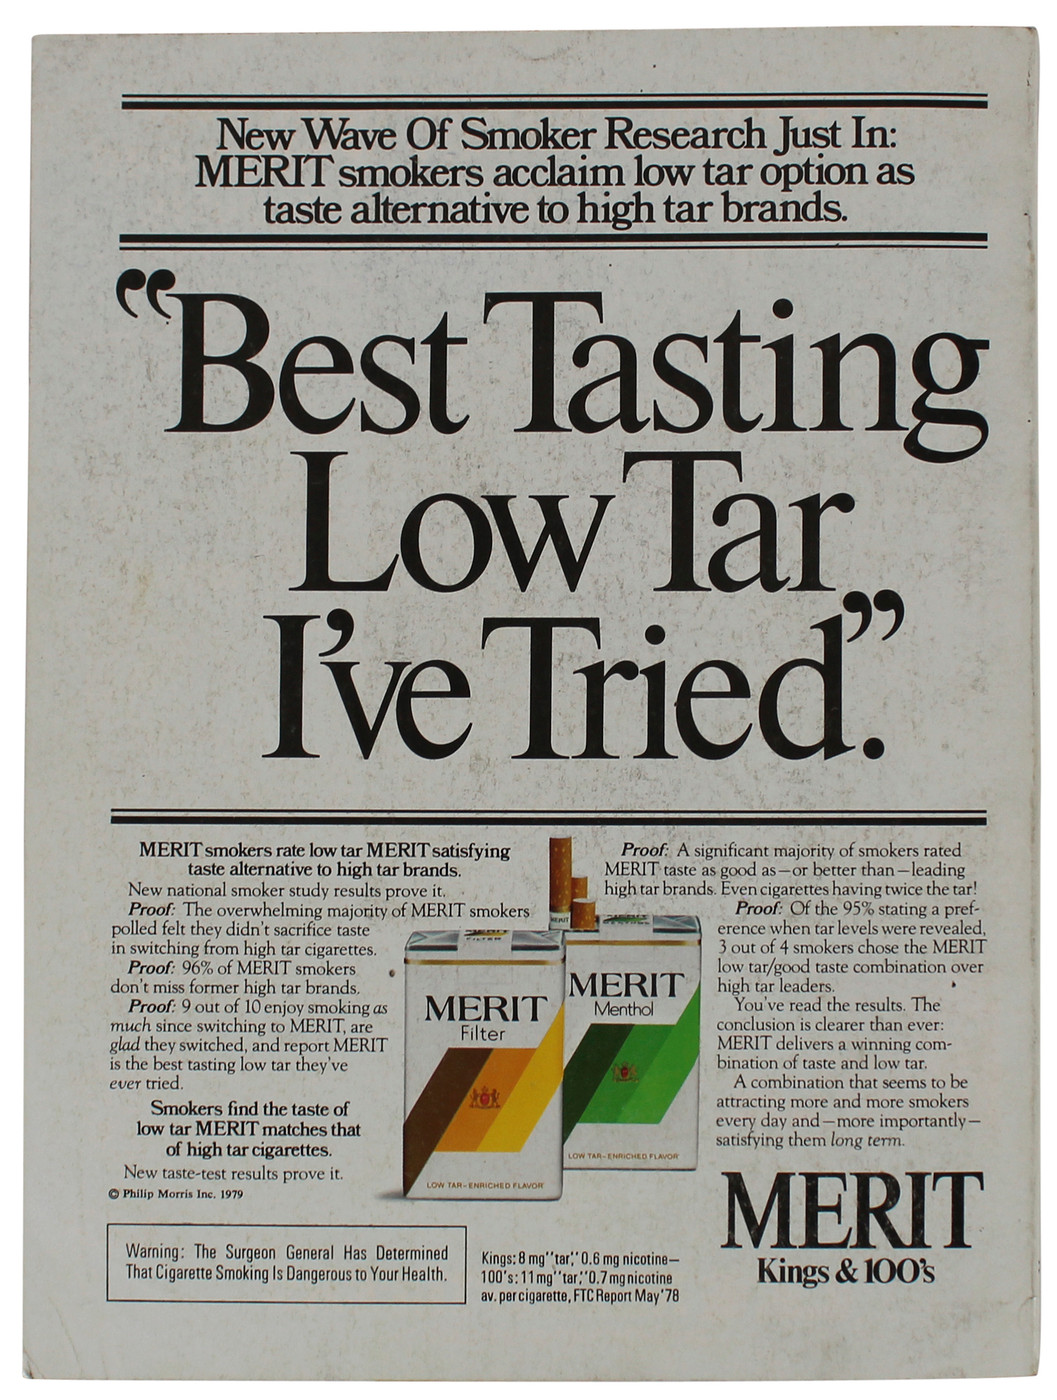 New Wave Of Smoker Research Just In:
MERIT smokers acclaim low tar option as
taste alternative to high tar brands.
“Best Tasting
Low Tar
I’ve Tried.”
MERIT smokers rate low tar MERIT satisfying
taste alternative to high tar brands.
New national smoker study results prove it.
Proof: The overwhelming majority of MERIT smokers
polled felt they didn’t sacrifice taste
in switching from high tar cigarettes.
Proof: 96% of MERIT smokers
don’t miss former high tar brands.
Proof: 9 out of 10 enjoy smoking as
much since switching to MERIT, are
glad they switched, and report MERIT
is the best tasting low tar they’ve
ever tried.
Smokers find the taste of
low tar MERIT matches that
of high tar cigarettes.
New taste-test results prove it.
© Philip Morris Inc. 1979
Proof: A significant majority of smokers rated
MERIT taste as good as—or better than—leading
high tar brands. Even cigarettes having twice the tar!
Proof: Of the 95% stating a pref-
erence when tar levels were revealed,
3 out of 4 smokers chose the MERIT
low tar/good taste combination over
high tar leaders.
You’ve read the results. The
conclusion is clearer than ever:
MERIT delivers a winning com-
bination of taste and low tar.
A combination that seems to be
attracting more and more smokers
every day and—more importantly—
satisfying them long term.
MERIT
FILTER
MERIT
Filter
LOW TAR-ENRICHED FLAVOR
MERIT
Menthol
LOW TAR-ENRICHED FLAVOR
MERIT
Kings & 100’s
Warning: The Surgeon General Has Determined
That Cigarette Smoking Is Dangerous to Your Health.
Kings: 8 mg "tar," 0.6 mg nicotine—
100's: 11 mg "tar," 0.7 mg nicotine
av. per cigarette, FTC Report May '78